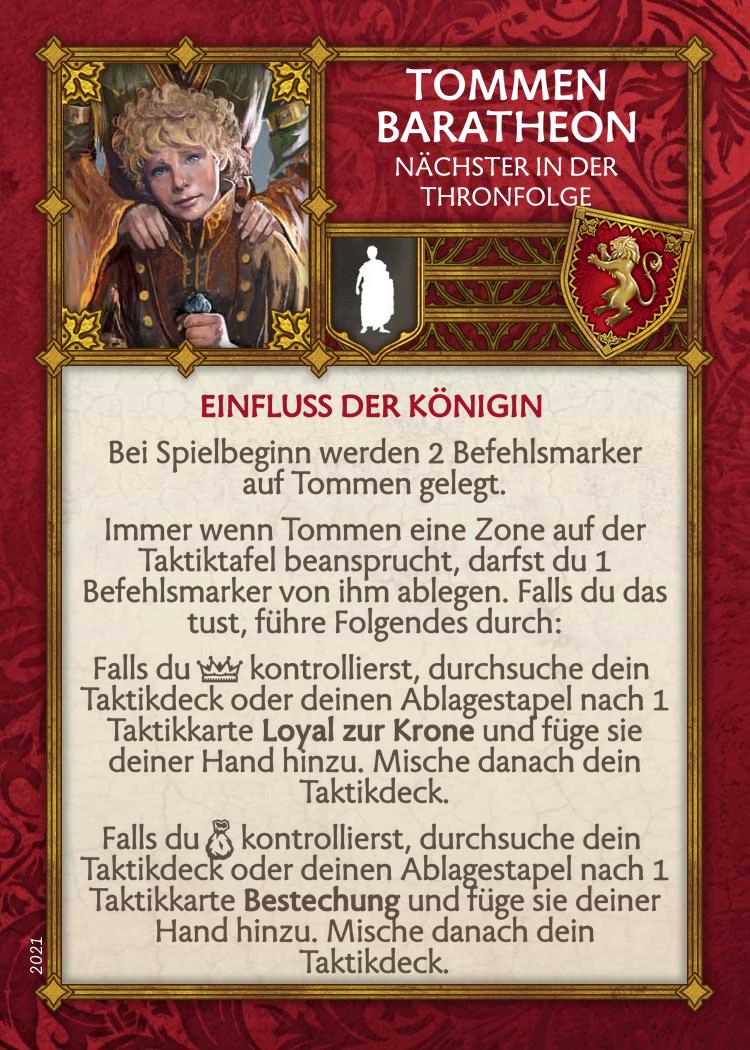 TOMMEN
BARATHEON
NÄCHSTER IN DER
THRONFOLGE
EINFLUSS DER KÖNIGIN
Bei Spielbeginn werden 2 Befehlsmarker
auf Tommen gelegt.
Immer wenn Tommen eine Zone auf der
Taktiktafel beansprucht, darfst du 1
Befehlsmarker von ihm ablegen. Falls du das
tust, führe Folgendes durch:
Falls du kontrollierst, durchsuche dein
Taktikdeck oder deinen Ablagestapel nach 1
Taktikkarte Loyal zur Krone und füge sie
deiner Hand hinzu. Mische danach dein
Taktikdeck.
Falls du kontrollierst, durchsuche dein
Taktikdeck oder deinen Ablagestapel nach 1
Taktikkarte Bestechung und füge sie deiner
Hand hinzu. Mische danach dein
Taktikdeck.
2021